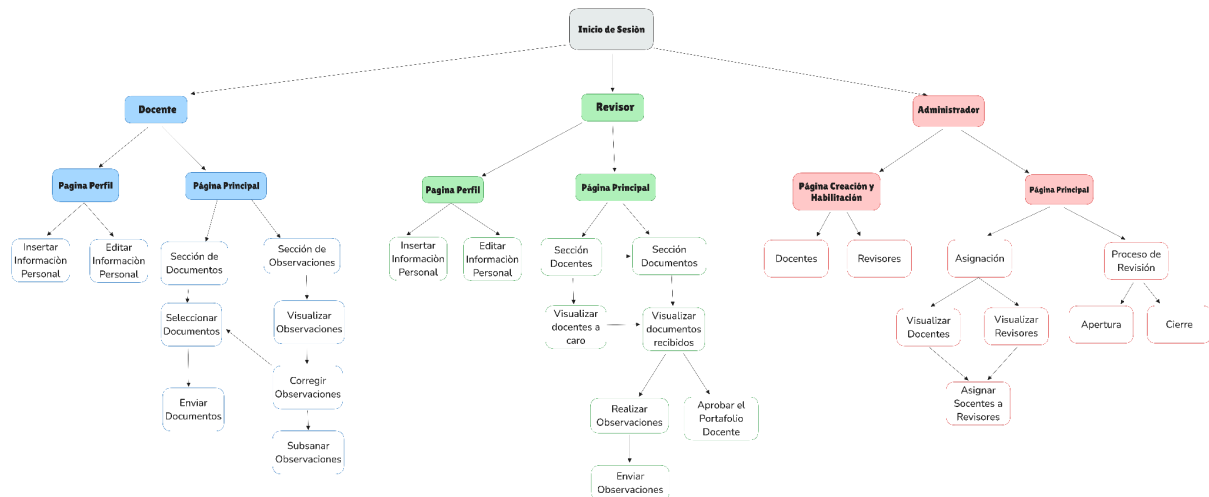 Inicio de Sesiòn
Docente
Revisor
Administrador
Pagina Perfil
Página Principal
Pagina Perfil
Página Principal
Página Creación y
Habilitación
Página Principal
Insertar
Informaciòn
Personal
Editar
Informaciòn
Personal
Sección de
Documentos
Sección de
Observaciones
Insertar
Informaciòn
Personal
Editar
Informaciòn
Personal
Sección
Docentes
Sección
Documentos
Docentes
Revisores
Asignación
Proceso de
Revisión
Seleccionar
Documentos
Visualizar
Observaciones
Visualizar
docentes a
caro
Visualizar
documentos
recibidos
Visualizar
Docentes
Visualizar
Revisores
Apertura
Cierre
Enviar
Documentos
Corregir
Observaciones
Realizar
Observaciones
Aprobar el
Portafolio
Docente
Asignar
Socentes a
Revisores
Subsanar
Observaciones
Enviar
Observaciones